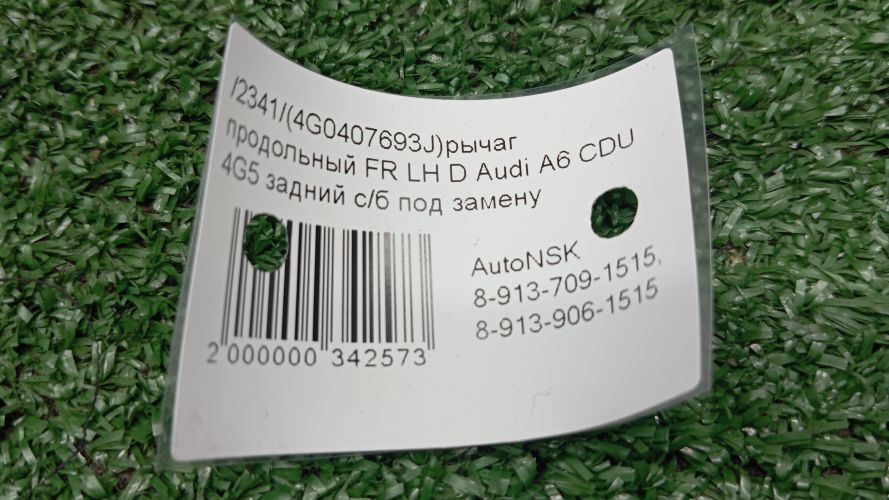 /2341/(4G0407693J)рычаг
продольный FR LH D Audi A6 CDU
4G5 задний с/б под замену
AutoNSK
8-913-709-1515,
8-913-906-1515
2 000000 342573